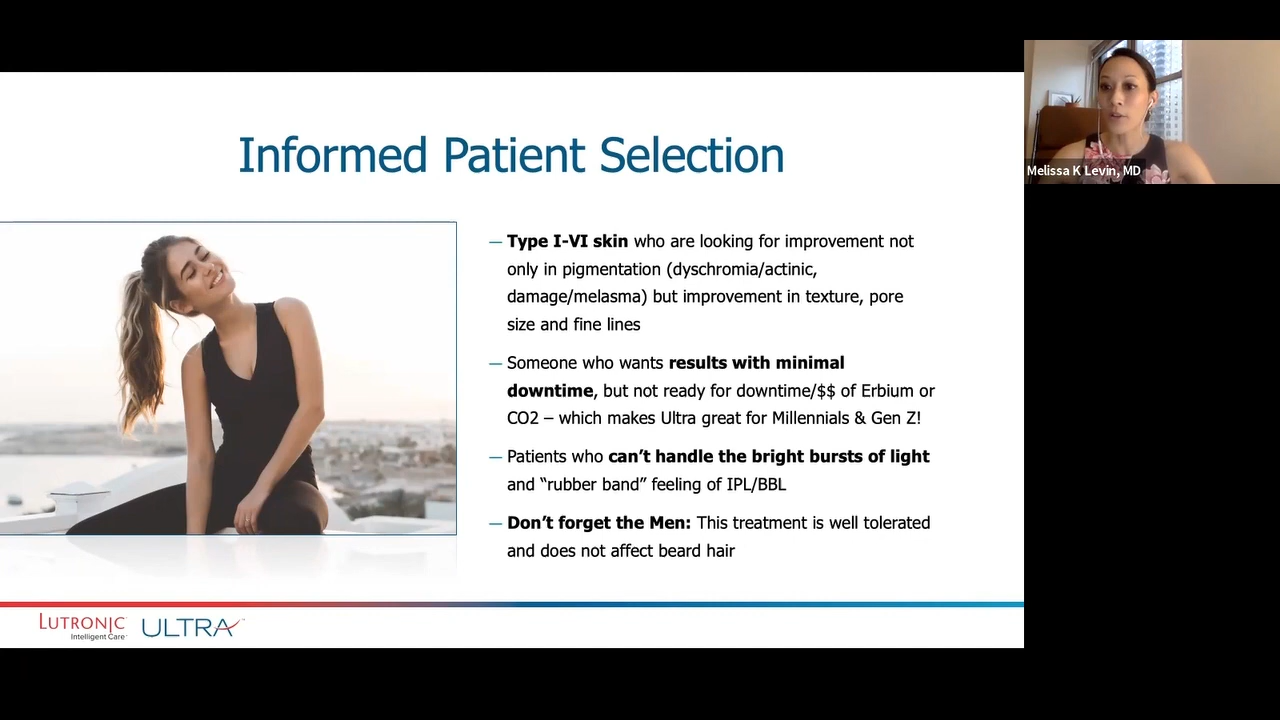 Informed Patient Selection
— Type I-VI skin who are looking for improvement not
only in pigmentation (dyschromia/actinic,
damage/melasma) but improvement in texture, pore
size and fine lines
— Someone who wants results with minimal
downtime, but not ready for downtime/$$ of Erbium or
CO2 – which makes Ultra great for Millennials & Gen Z!
— Patients who can’t handle the bright bursts of light
and “rubber band” feeling of IPL/BBL
— Don’t forget the Men: This treatment is well tolerated
and does not affect beard hair
LUTRONIC
Intelligent Care
ULTRA™
Melissa K Levin, MD